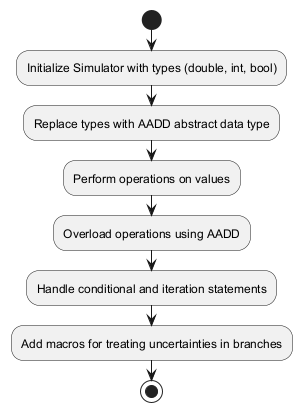 Initialize Simulator with types (double, int, bool)
Replace types with AADD abstract data type
Perform operations on values
Overload operations using AADD
Handle conditional and iteration statements
Add macros for treating uncertainties in branches